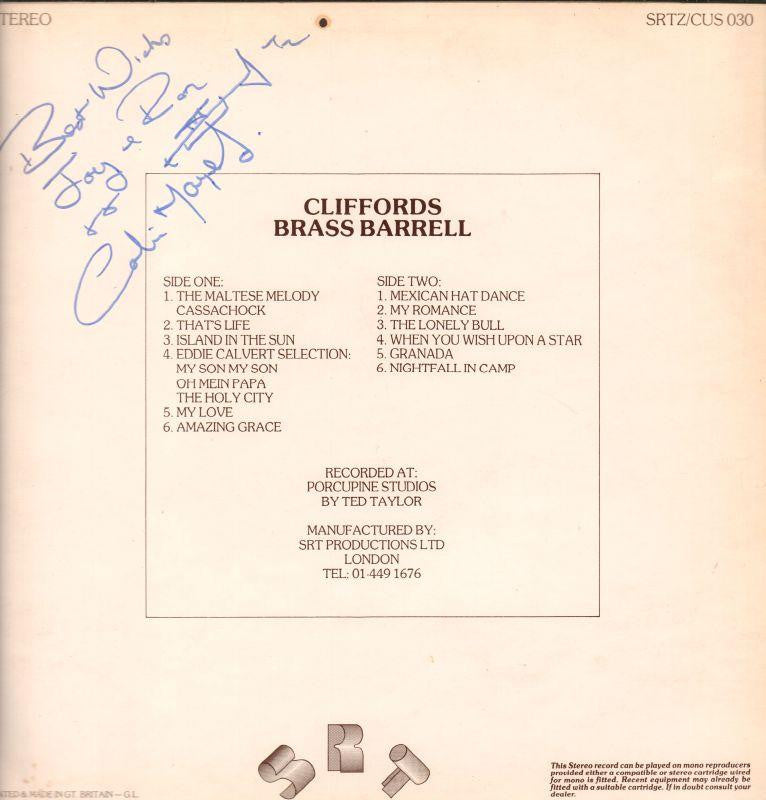 TEREO
SRTZ/CUS 030
Best Wishes
Joy & Ron
CLIFFORDS
BRASS BARRELL
SIDE ONE:
1. THE MALTESE MELODY
CASSACHOCK
2. THAT'S LIFE
3. ISLAND IN THE SUN
4. EDDIE CALVERT SELECTION:
MY SON MY SON
OH MEIN PAPA
THE HOLY CITY
5. MY LOVE
6. AMAZING GRACE
SIDE TWO:
1. MEXICAN HAT DANCE
2. MY ROMANCE
3. THE LONELY BULL
4. WHEN YOU WISH UPON A STAR
5. GRANADA
6. NIGHTFALL IN CAMP
RECORDED AT:
PORCUPINE STUDIOS
BY TED TAYLOR
MANUFACTURED BY:
SRT PRODUCTIONS LTD
LONDON
TEL: 01-449 1676
SRT
TED & MADE IN GT. BRITAIN — G.L.
This Stereo record can be played on mono reproducers
provided either a compatible or stereo cartridge wired
for mono is fitted. Recent equipment may already be
fitted with a suitable cartridge. If in doubt consult your
dealer.